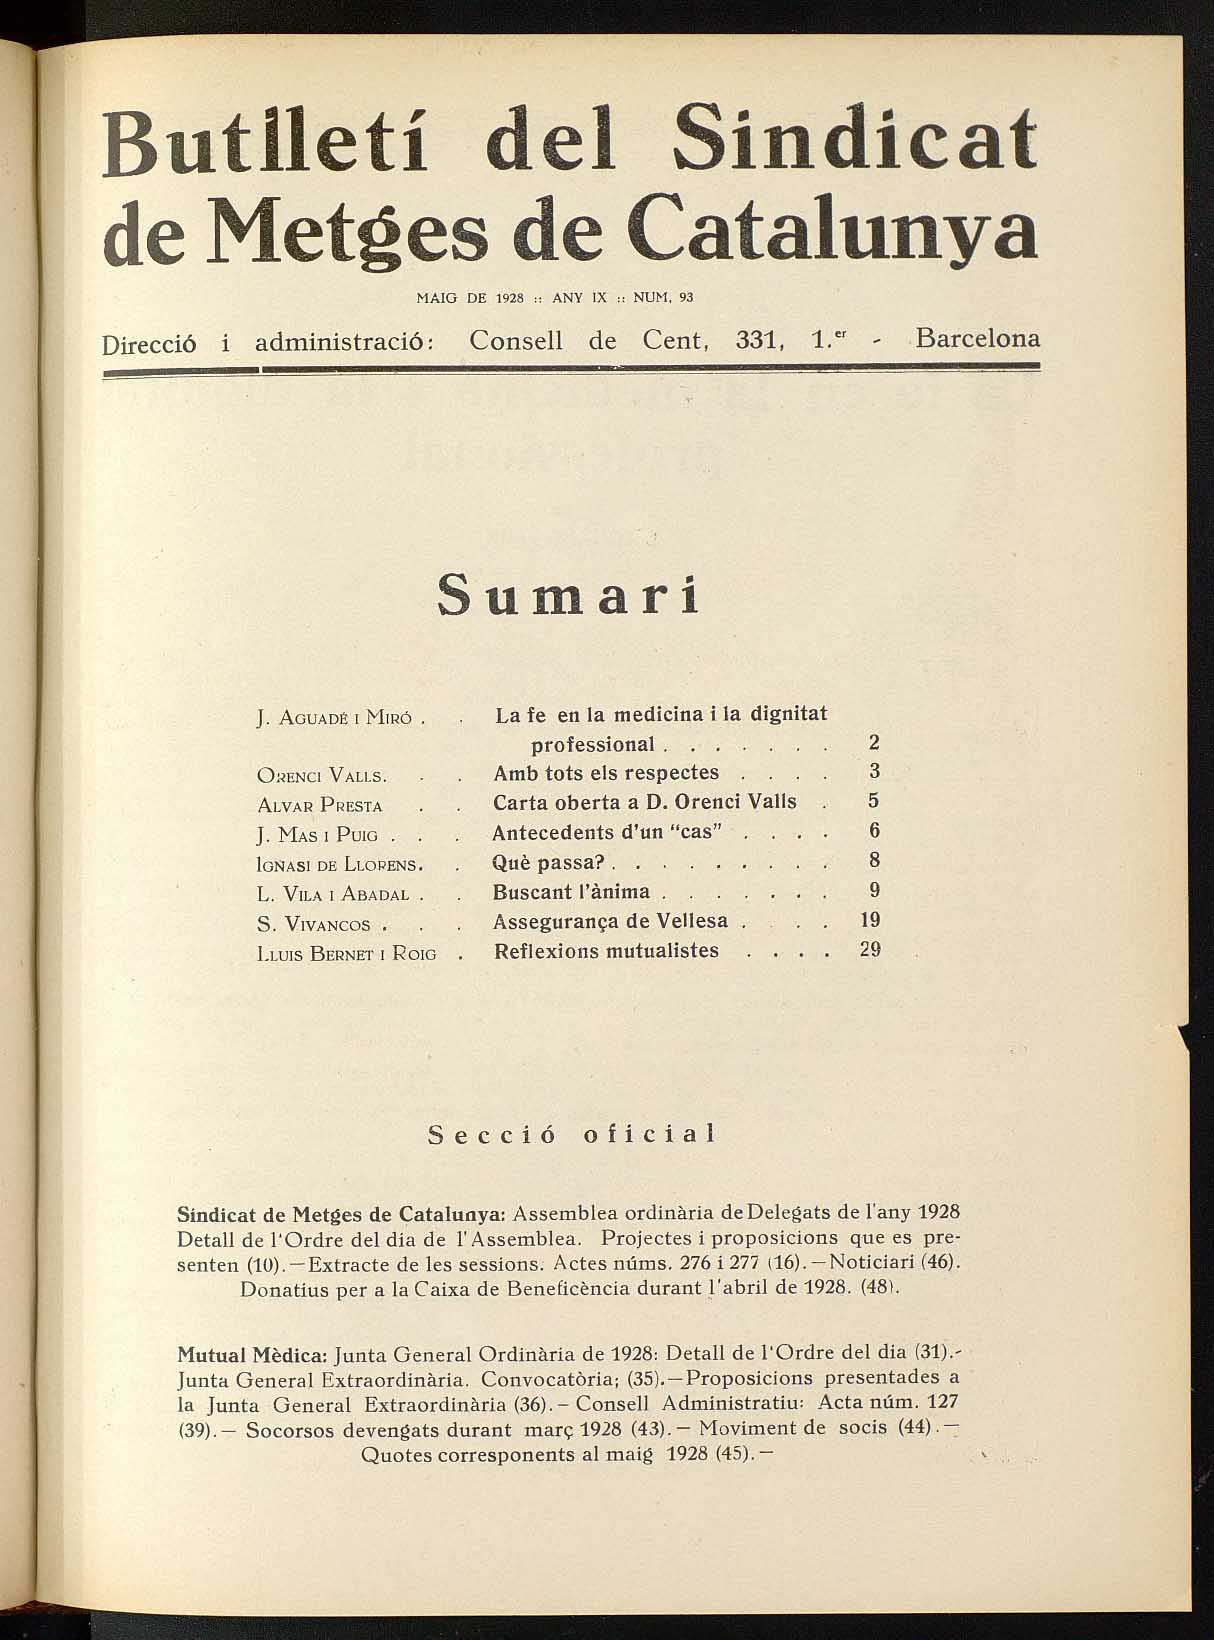 Butlletí del Sindicat
de Metges de Catalunya
MAIG DE 1928 :: ANY IX :: NUM. 93
Direcció i administració: Consell de Cent, 331, 1.er - Barcelona
Sumari
J. Aguadé i Miró . . La fe en la medicina i la dignitat
professional . . . . . . . 2
Orenci Valls. . . Amb tots els respectes . . . . 3
Alvar Presta . . Carta oberta a D. Orenci Valls . 5
J. Mas i Puig . . . Antecedents d'un "cas" . . . . 6
Ignasi de Llorens. . Què passa? . . . . . . . . . 8
L. Vila i Abadal . . Buscant l'ànima . . . . . . . 9
S. Vivancos . . . Assegurança de Vellesa . . . . 19
Lluis Bernet i Roig . Reflexions mutualistes . . . . 29
Secció oficial
Sindicat de Metges de Catalunya: Assemblea ordinària de Delegats de l'any 1928
Detall de l'Ordre del dia de l'Assemblea. Projectes i proposicions que es pre-
senten (10).—Extracte de les sessions. Actes núms. 276 i 277 (16).—Noticiari (46).
Donatius per a la Caixa de Beneficència durant l'abril de 1928. (48).
Mutual Mèdica: Junta General Ordinària de 1928: Detall de l'Ordre del dia (31).-
Junta General Extraordinària. Convocatòria; (35).—Proposicions presentades a
la Junta General Extraordinària (36).— Consell Administratiu: Acta núm. 127
(39).— Socorsos devengats durant març 1928 (43).— Moviment de socis (44).—
Quotes corresponents al maig 1928 (45).—